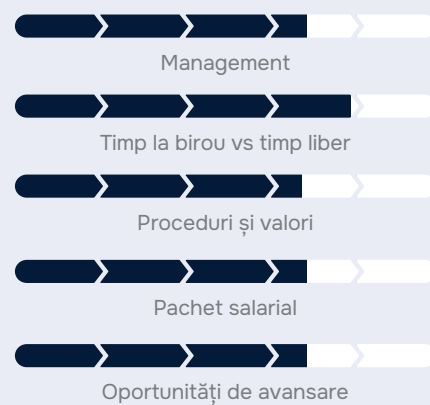 Management
Timp la birou vs timp liber
Proceduri și valori
Pachet salarial
Oportunități de avansare